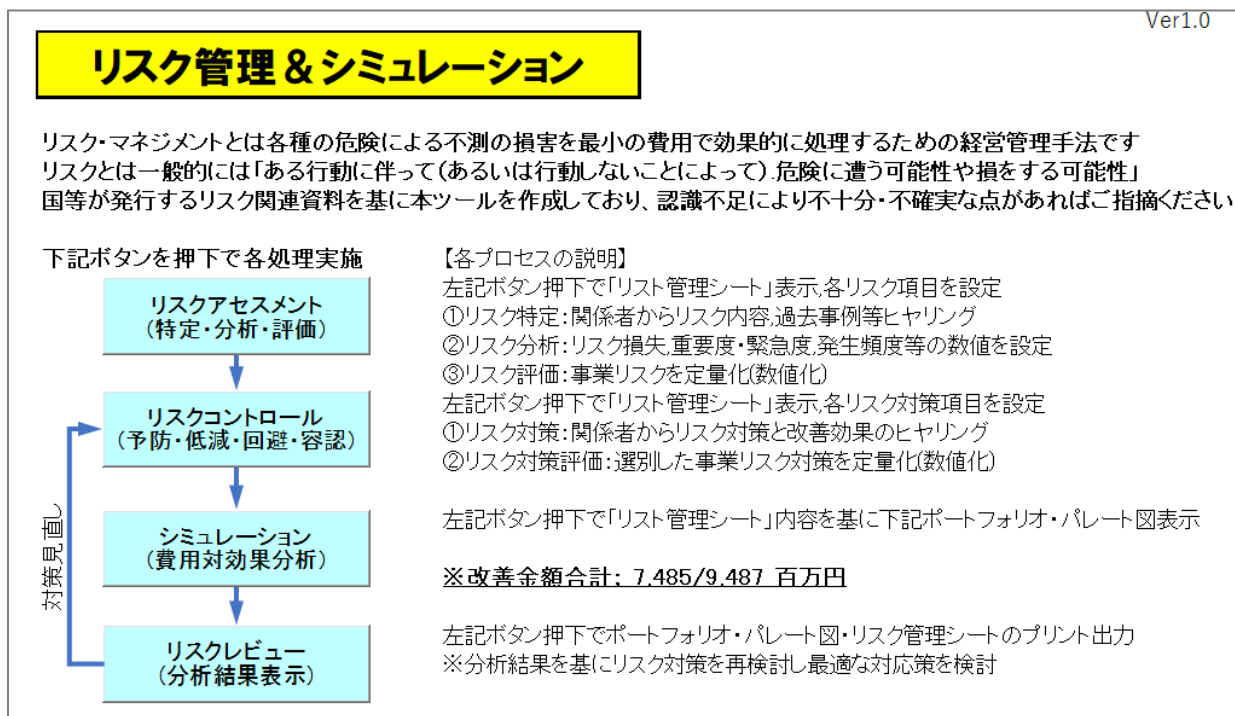 Ver1.0
リスク管理＆シミュレーション
リスク･マネジメントとは各種の危険による不測の損害を最小の費用で効果的に処理するための経営管理手法です
リスクとは一般的には｢ある行動に伴って(あるいは行動しないことによって).危険に遭う可能性や損をする可能性｣
国等が発行するリスク関連資料を基に本ツールを作成しており、認識不足により不十分･不確実な点があればご指摘ください
下記ボタンを押下で各処理実施
【各プロセスの説明】
リスクアセスメント
(特定･分析･評価)
左記ボタン押下で｢リスト管理シート｣表示,各リスク項目を設定
①リスク特定:関係者からリスク内容,過去事例等ヒヤリング
②リスク分析:リスク損失,重要度･緊急度,発生頻度等の数値を設定
③リスク評価:事業リスクを定量化(数値化)
リスクコントロール
(予防･低減･回避･容認)
左記ボタン押下で｢リスト管理シート｣表示,各リスク対策項目を設定
①リスク対策:関係者からリスク対策と改善効果のヒヤリング
②リスク対策評価:選別した事業リスク対策を定量化(数値化)
シミュレーション
(費用対効果分析)
左記ボタン押下で｢リスト管理シート｣内容を基に下記ポートフォリオ･パレート図表示
※改善金額合計; 7,485/9,487 百万円
対策見直し
リスクレビュー
(分析結果表示)
左記ボタン押下でポートフォリオ･パレート図･リスク管理シートのプリント出力
※分析結果を基にリスク対策を再検討し最適な対応策を検討